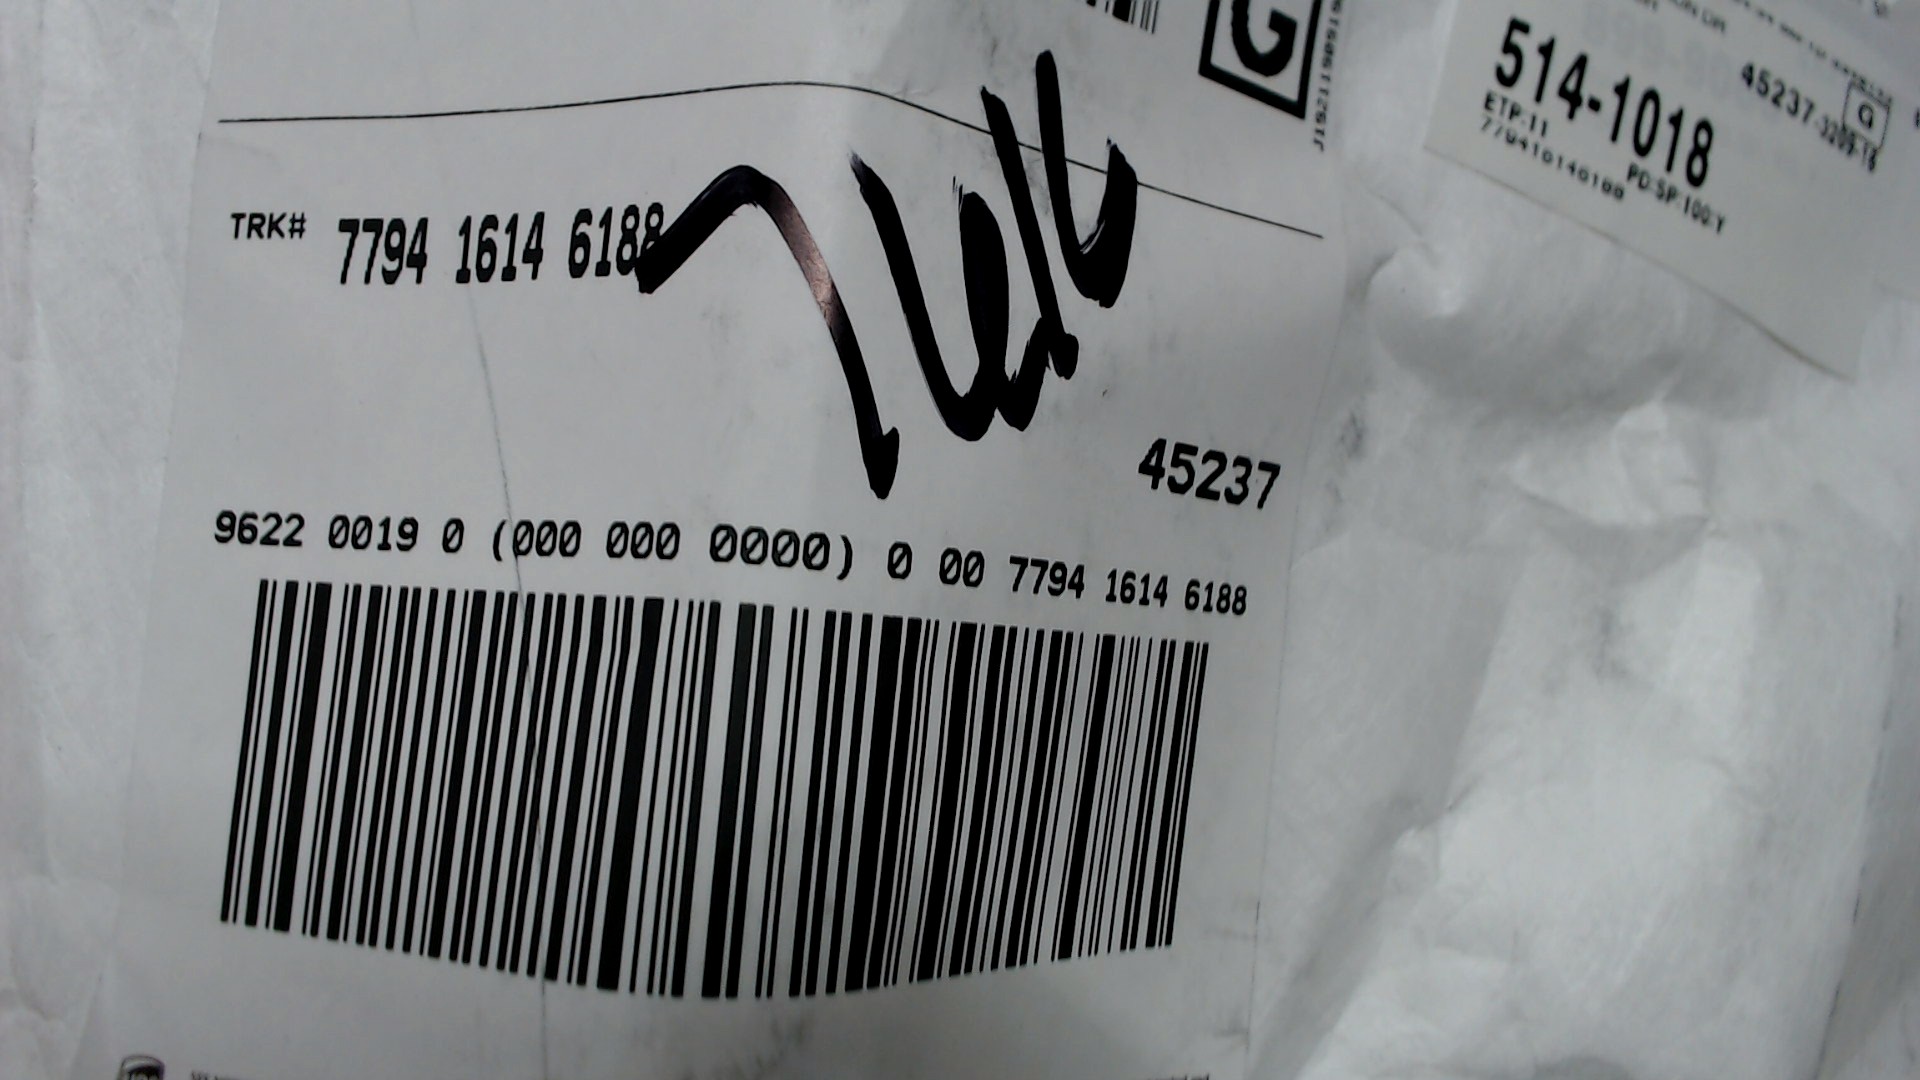 G
TRK# 7794 1614 6188
45237
9622 0019 0 (000 000 0000) 0 00 7794 1614 6188
514-1018
45237
G
ETP:11
PD:SP:100:Y